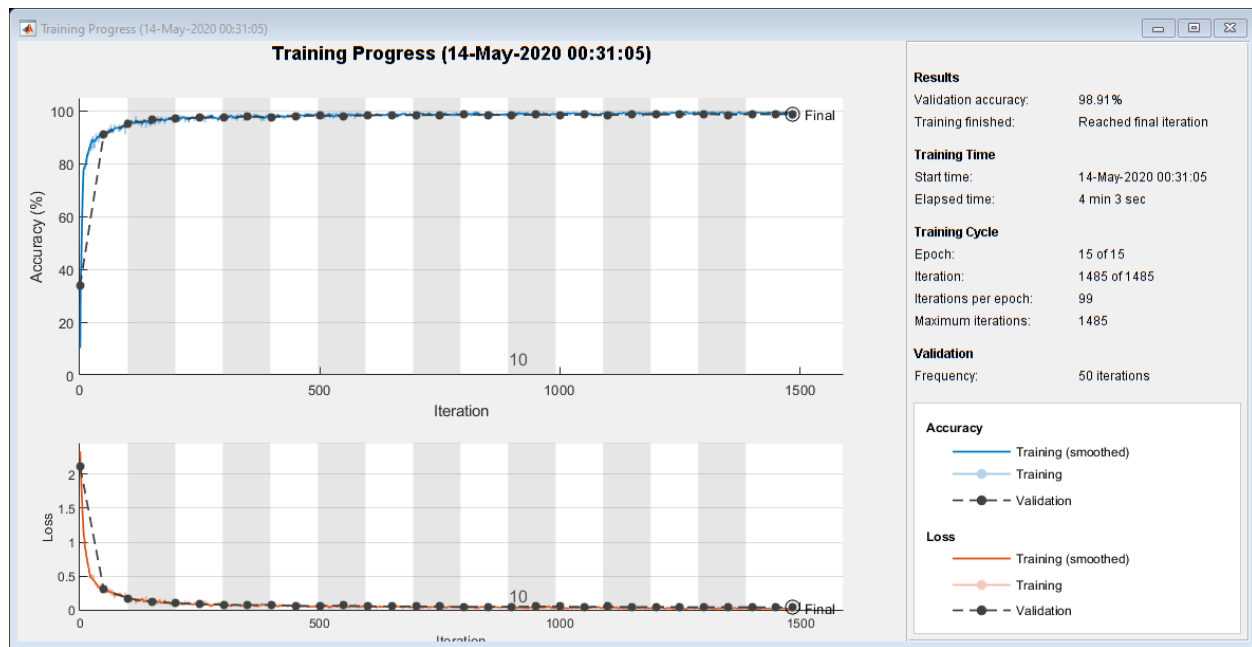 Training Progress (14-May-2020 00:31:05)
Training Progress (14-May-2020 00:31:05)
100
80
60
40
20
0
Accuracy (%)
Final
10
0
500
1000
1500
Iteration
2
1.5
1
0.5
0
Loss
10
Final
0
500
1000
1500
Iteration
Results
Validation accuracy: 98.91%
Training finished: Reached final iteration
Training Time
Start time: 14-May-2020 00:31:05
Elapsed time: 4 min 3 sec
Training Cycle
Epoch: 15 of 15
Iteration: 1485 of 1485
Iterations per epoch: 99
Maximum iterations: 1485
Validation
Frequency: 50 iterations
Accuracy
Training (smoothed)
Training
Validation
Loss
Training (smoothed)
Training
Validation